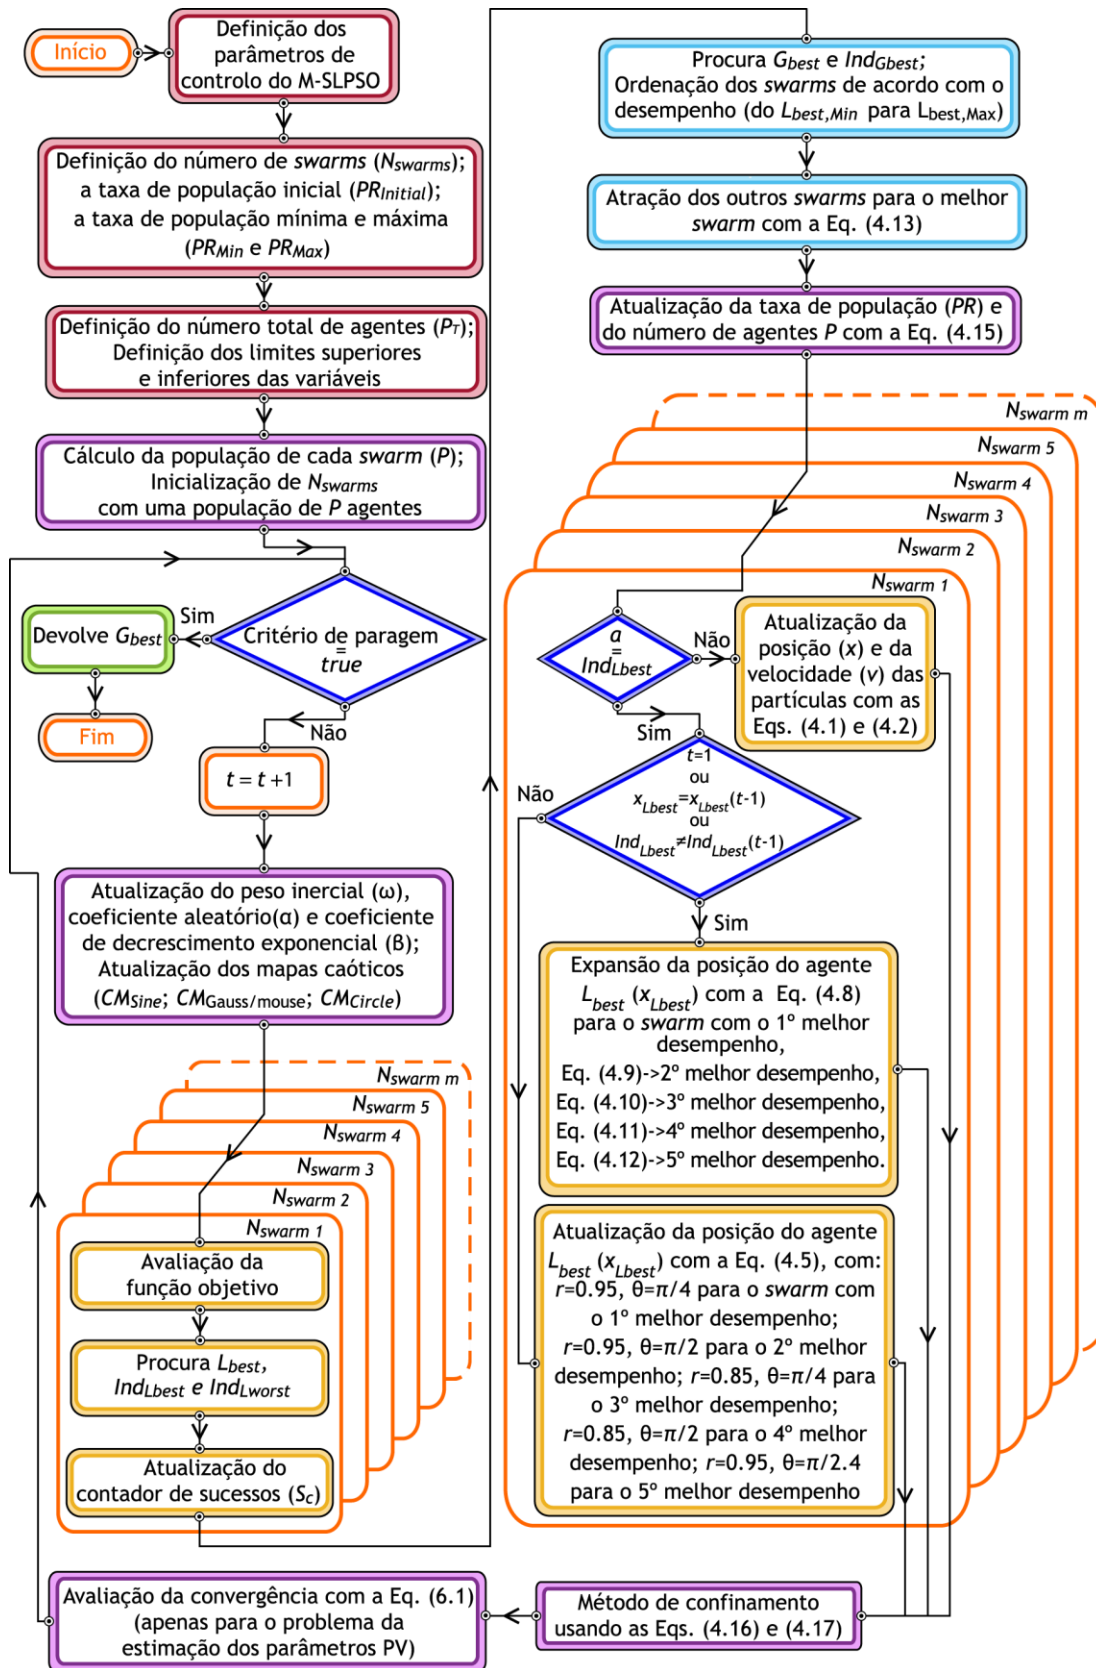 Início
Definição dos
parâmetros de
controlo do M-SLPSO
Definição do número de swarms (Nswarms);
a taxa de população inicial (PRInitial);
a taxa de população mínima e máxima
(PRMin e PRMax)
Definição do número total de agentes (PT);
Definição dos limites superiores
e inferiores das variáveis
Cálculo da população de cada swarm (P);
Inicialização de Nswarms
com uma população de P agentes
Critério de paragem
=
true
Sim
Devolve Gbest
Fim
Não
t = t +1
Atualização do peso inercial (ω),
coeficiente aleatório(α) e coeficiente
de decrescimento exponencial (β);
Atualização dos mapas caóticos
(CMSine; CMGauss/mouse; CMCircle)
Nswarm m
Nswarm 5
Nswarm 4
Nswarm 3
Nswarm 2
Nswarm 1
Avaliação da
função objetivo
Procura Lbest,
IndLbest e IndLworst
Atualização do
contador de sucessos (Sc)
Procura Gbest e IndGbest;
Ordenação dos swarms de acordo com o
desempenho (do Lbest,Min para Lbest,Max)
Atração dos outros swarms para o melhor
swarm com a Eq. (4.13)
Atualização da taxa de população (PR) e
do número de agentes P com a Eq. (4.15)
Nswarm m
Nswarm 5
Nswarm 4
Nswarm 3
Nswarm 2
Nswarm 1
a
=
IndLbest
Não
Atualização da
posição (x) e da
velocidade (v) das
partículas com as
Eqs. (4.1) e (4.2)
Sim
t=1
ou
xLbest=xLbest(t-1)
ou
IndLbest≠IndLbest(t-1)
Não
Sim
Expansão da posição do agente
Lbest (xLbest) com a Eq. (4.8)
para o swarm com o 1º melhor
desempenho,
Eq. (4.9)->2º melhor desempenho,
Eq. (4.10)->3º melhor desempenho,
Eq. (4.11)->4º melhor desempenho,
Eq. (4.12)->5º melhor desempenho.
Atualização da posição do agente
Lbest (xLbest) com a Eq. (4.5), com:
r=0.95, θ=π/4 para o swarm com
o 1º melhor desempenho;
r=0.95, θ=π/2 para o 2º melhor
desempenho; r=0.85, θ=π/4 para
o 3º melhor desempenho;
r=0.85, θ=π/2 para o 4º melhor
desempenho; r=0.95, θ=π/2.4
para o 5º melhor desempenho
Método de confinamento
usando as Eqs. (4.16) e (4.17)
Avaliação da convergência com a Eq. (6.1)
(apenas para o problema da
estimação dos parâmetros PV)